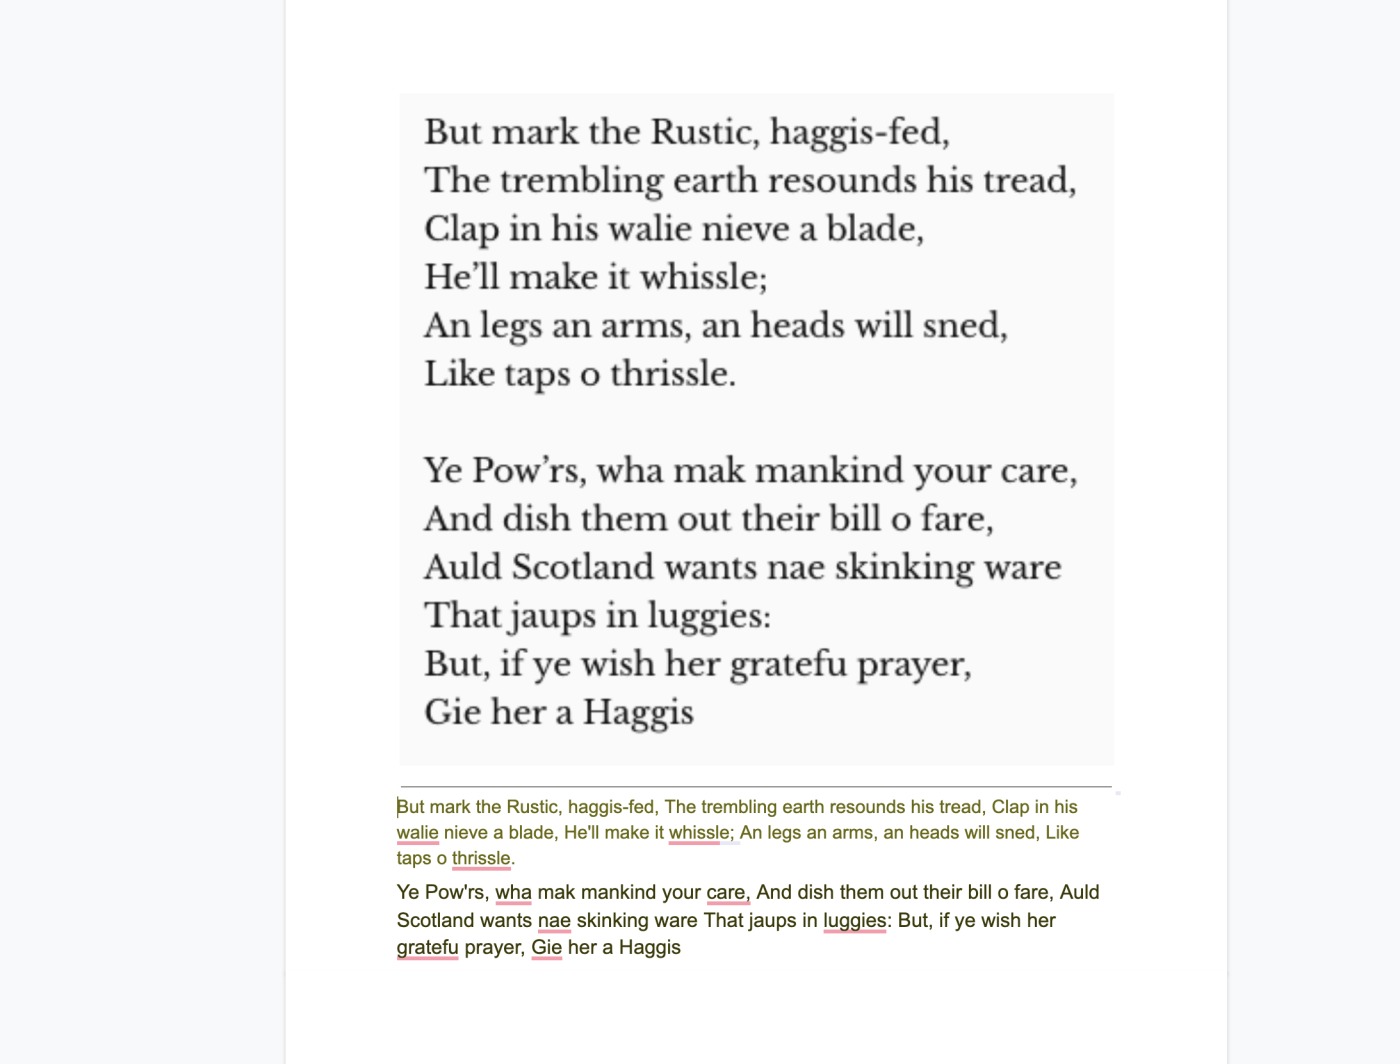 But mark the Rustic, haggis-fed,
The trembling earth resounds his tread,
Clap in his walie nieve a blade,
He’ll make it whissle;
An legs an arms, an heads will sned,
Like taps o thrissle.
Ye Pow’rs, wha mak mankind your care,
And dish them out their bill o fare,
Auld Scotland wants nae skinking ware
That jaups in luggies:
But, if ye wish her gratefu prayer,
Gie her a Haggis
But mark the Rustic, haggis-fed, The trembling earth resounds his tread, Clap in his
walie nieve a blade, He'll make it whissle; An legs an arms, an heads will sned, Like
taps o thrissle.
Ye Pow'rs, wha mak mankind your care, And dish them out their bill o fare, Auld
Scotland wants nae skinking ware That jaups in luggies: But, if ye wish her
gratefu prayer, Gie her a Haggis